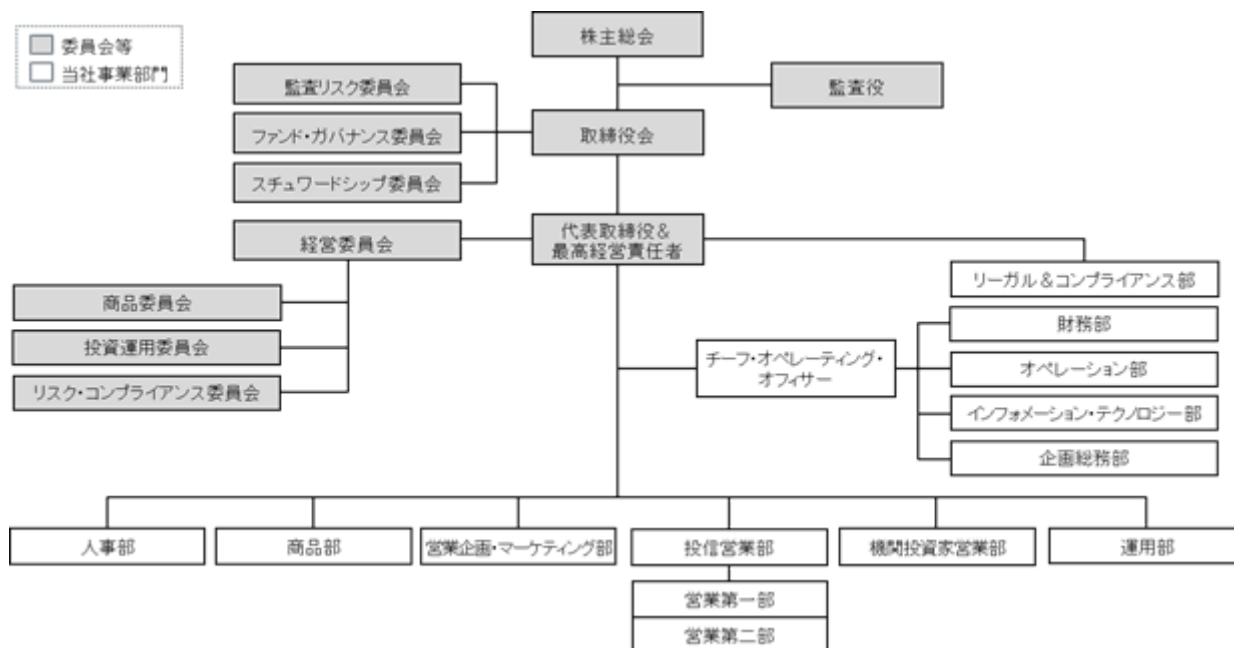 委員会等
当社事業部門
株主総会
監査役
監査リスク委員会
ファンド・ガバナンス委員会
スチュワードシップ委員会
取締役会
経営委員会
代表取締役&
最高経営責任者
商品委員会
投資運用委員会
リスク・コンプライアンス委員会
リーガル&コンプライアンス部
チーフ・オペレーティング・
オフィサー
財務部
オペレーション部
インフォメーション・テクノロジー部
企画総務部
人事部
商品部
営業企画・マーケティング部
投信営業部
機関投資家営業部
運用部
営業第一部
営業第二部